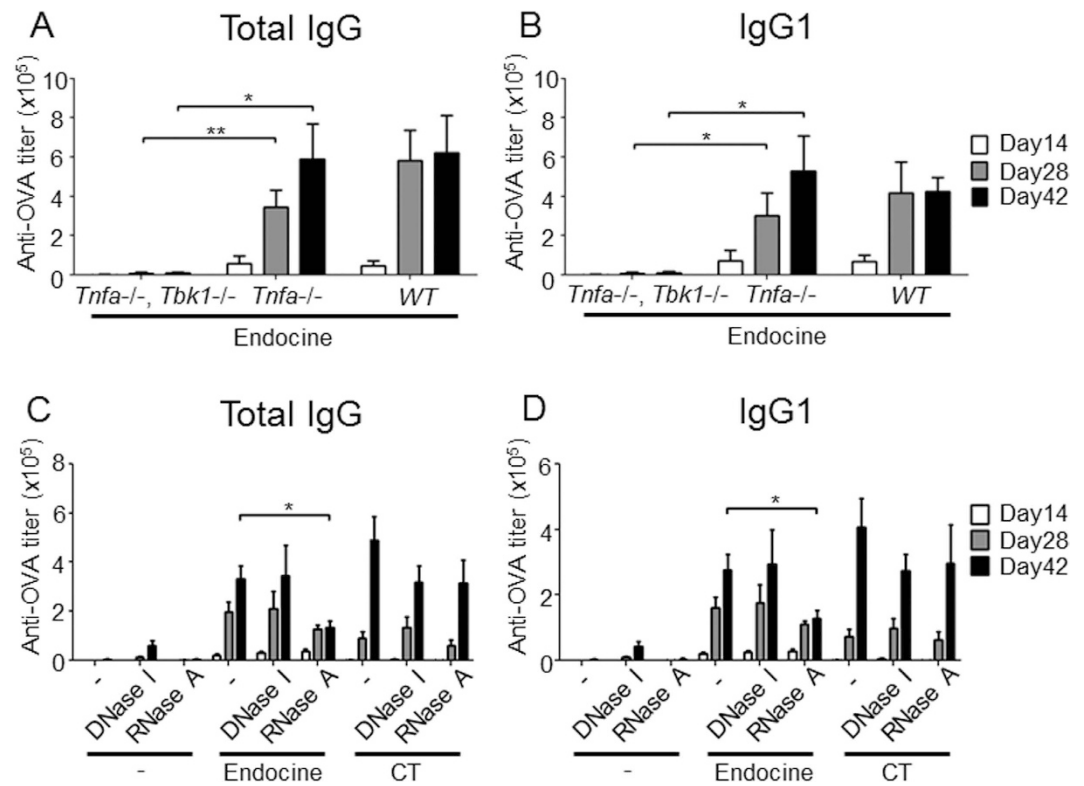 A
Total IgG
Anti-OVA titer (x10⁵)
10
8
6
4
2
0
*
**
Tnfa-/-, Tbk1-/-
Tnfa-/-
WT
Endocine
B
IgG1
Anti-OVA titer (x10⁵)
10
8
6
4
2
0
*
*
Tnfa-/-, Tbk1-/-
Tnfa-/-
WT
Endocine
Day14
Day28
Day42
C
Total IgG
Anti-OVA titer (x10⁵)
8
6
4
2
0
*
-
DNase I
RNase A
-
DNase I
RNase A
-
DNase I
RNase A
-
Endocine
CT
D
IgG1
Anti-OVA titer (x10⁵)
6
4
2
0
*
-
DNase I
RNase A
-
DNase I
RNase A
-
DNase I
RNase A
-
Endocine
CT
Day14
Day28
Day42